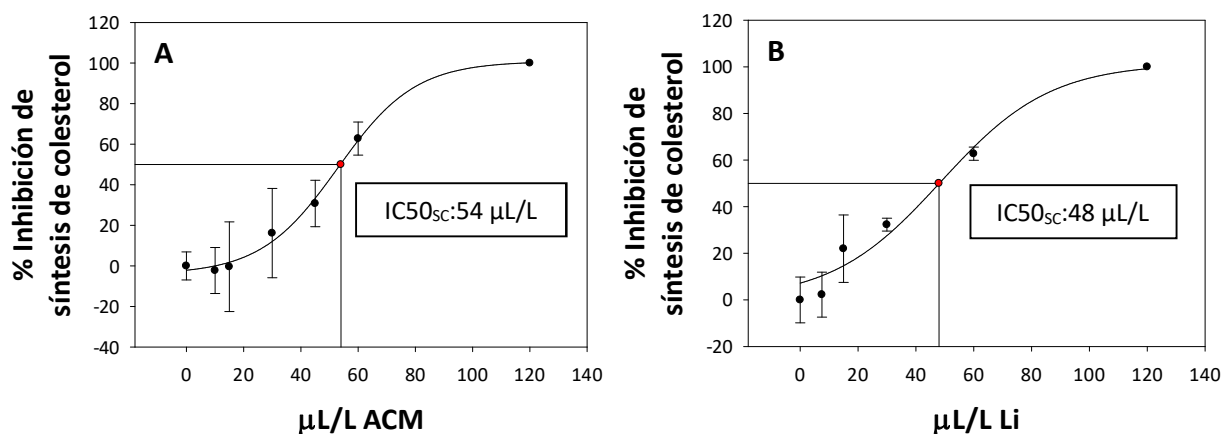 A
% Inhibición de
síntesis de colesterol
120
100
80
60
40
20
0
-20
-40
IC50SC:54 μL/L
0 20 40 60 80 100 120 140
μL/L ACM
B
% Inhibición de
síntesis de colesterol
120
100
80
60
40
20
0
-20
IC50SC:48 μL/L
0 20 40 60 80 100 120 140
μL/L Li